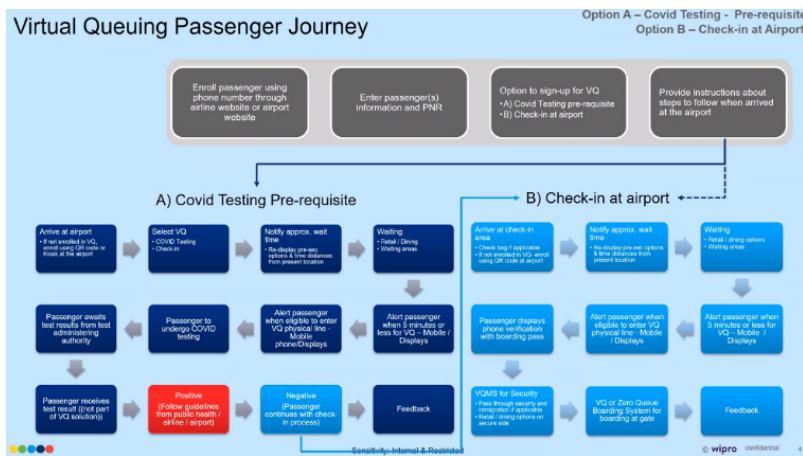 Virtual Queuing Passenger Journey
Option A – Covid Testing - Pre-requisite
Option B – Check-in at Airport
Enroll passenger using
phone number through
airline website or airport
website
Enter passenger(s)
information and PNR
Option to sign-up for VQ
•A) Covid Testing pre-requisite
•B) Check-in at airport
Provide instructions about
steps to follow when arrived
at the airport
A) Covid Testing Pre-requisite
Arrive at airport
• If not enrolled in VQ,
enroll using QR code or
Kiosk at the airport
Select VQ
• COVID Testing
• Check-in
Notify approx. wait
time
• Re-display pre-sec
options & time distances
from present location
Waiting
• Retail / Dining
• Waiting areas
Passenger awaits
test results from test
administering
authority
Passenger to
undergo COVID
testing
Alert passenger
when eligible to enter
VQ physical line -
Mobile
phone/Displays
Alert passenger
when 5 minutes or
less for VQ – Mobile /
Displays
Passenger receives
test result ((not part
of VQ solution))
Positive
(Follow guidelines
from public health /
airline / airport)
Negative
(Passenger
continues with check-
in process)
Feedback
B) Check-in at airport
Arrive at check-in
area
• Check bag if applicable
• If not enrolled in VQ- enroll
using QR code at airport
Notify approx. wait
time
• Re-display pre-sec options
& time distances from
present location
Waiting
• Retail / dining options
• Waiting areas
Passenger displays
phone verification
with boarding pass
Alert passenger when
eligible to enter VQ
physical line - Mobile
/ Displays
Alert passenger when
5 minutes or less for
VQ – Mobile /
Displays
VQMS for Security
• Pass through security and
immigration if applicable
• Retail / dining options on
secure side
VQ or Zero Queue
Boarding System for
boarding at gate
Feedback
Sensitivity: Internal & Restricted
© wipro confidential 4